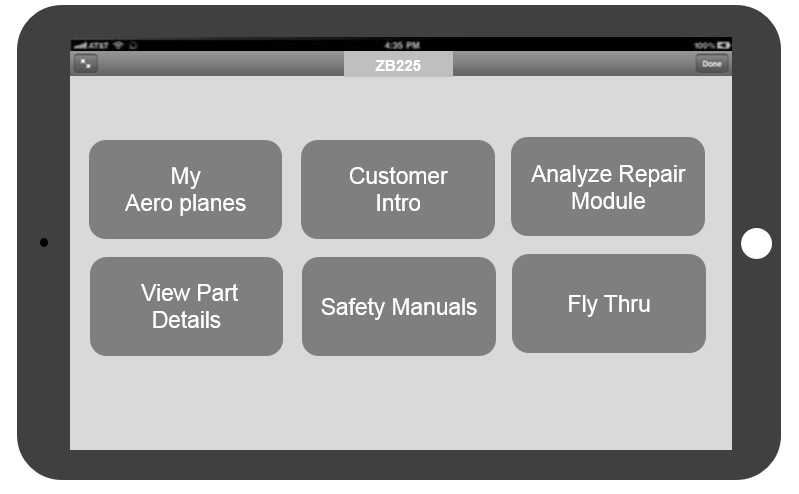 AT&T 4:35 PM 100%
ZB225 Done
My
Aero planes
Customer
Intro
Analyze Repair
Module
View Part
Details
Safety Manuals
Fly Thru